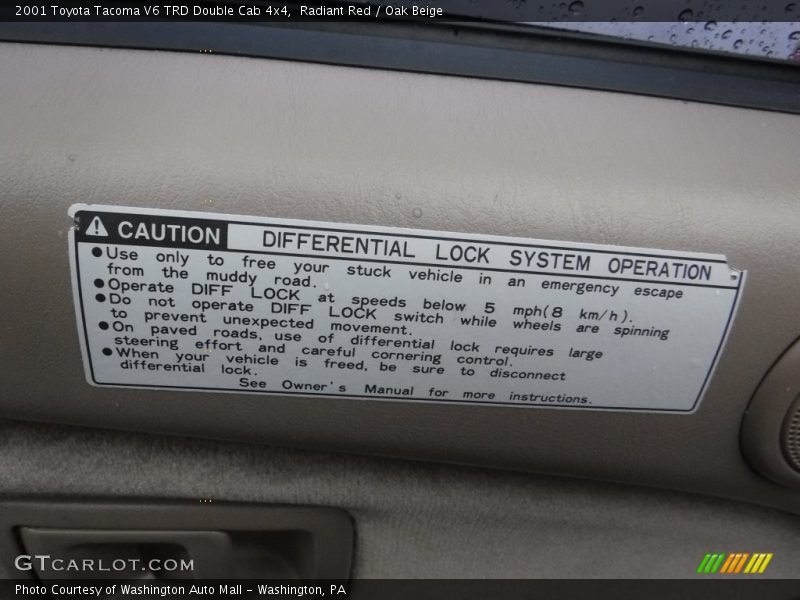 2001 Toyota Tacoma V6 TRD Double Cab 4x4, Radiant Red / Oak Beige
CAUTION DIFFERENTIAL LOCK SYSTEM OPERATION
●Use only to free your stuck vehicle in an emergency escape
from the muddy road.
●Operate DIFF LOCK at speeds below 5 mph(8 km/h).
●Do not operate DIFF LOCK switch while wheels are spinning
to prevent unexpected movement.
●On paved roads, use of differential lock requires large
steering effort and careful cornering control.
●When your vehicle is freed, be sure to disconnect
differential lock.
See Owner's Manual for more instructions.
GTCARLOT.COM
Photo Courtesy of Washington Auto Mall - Washington, PA